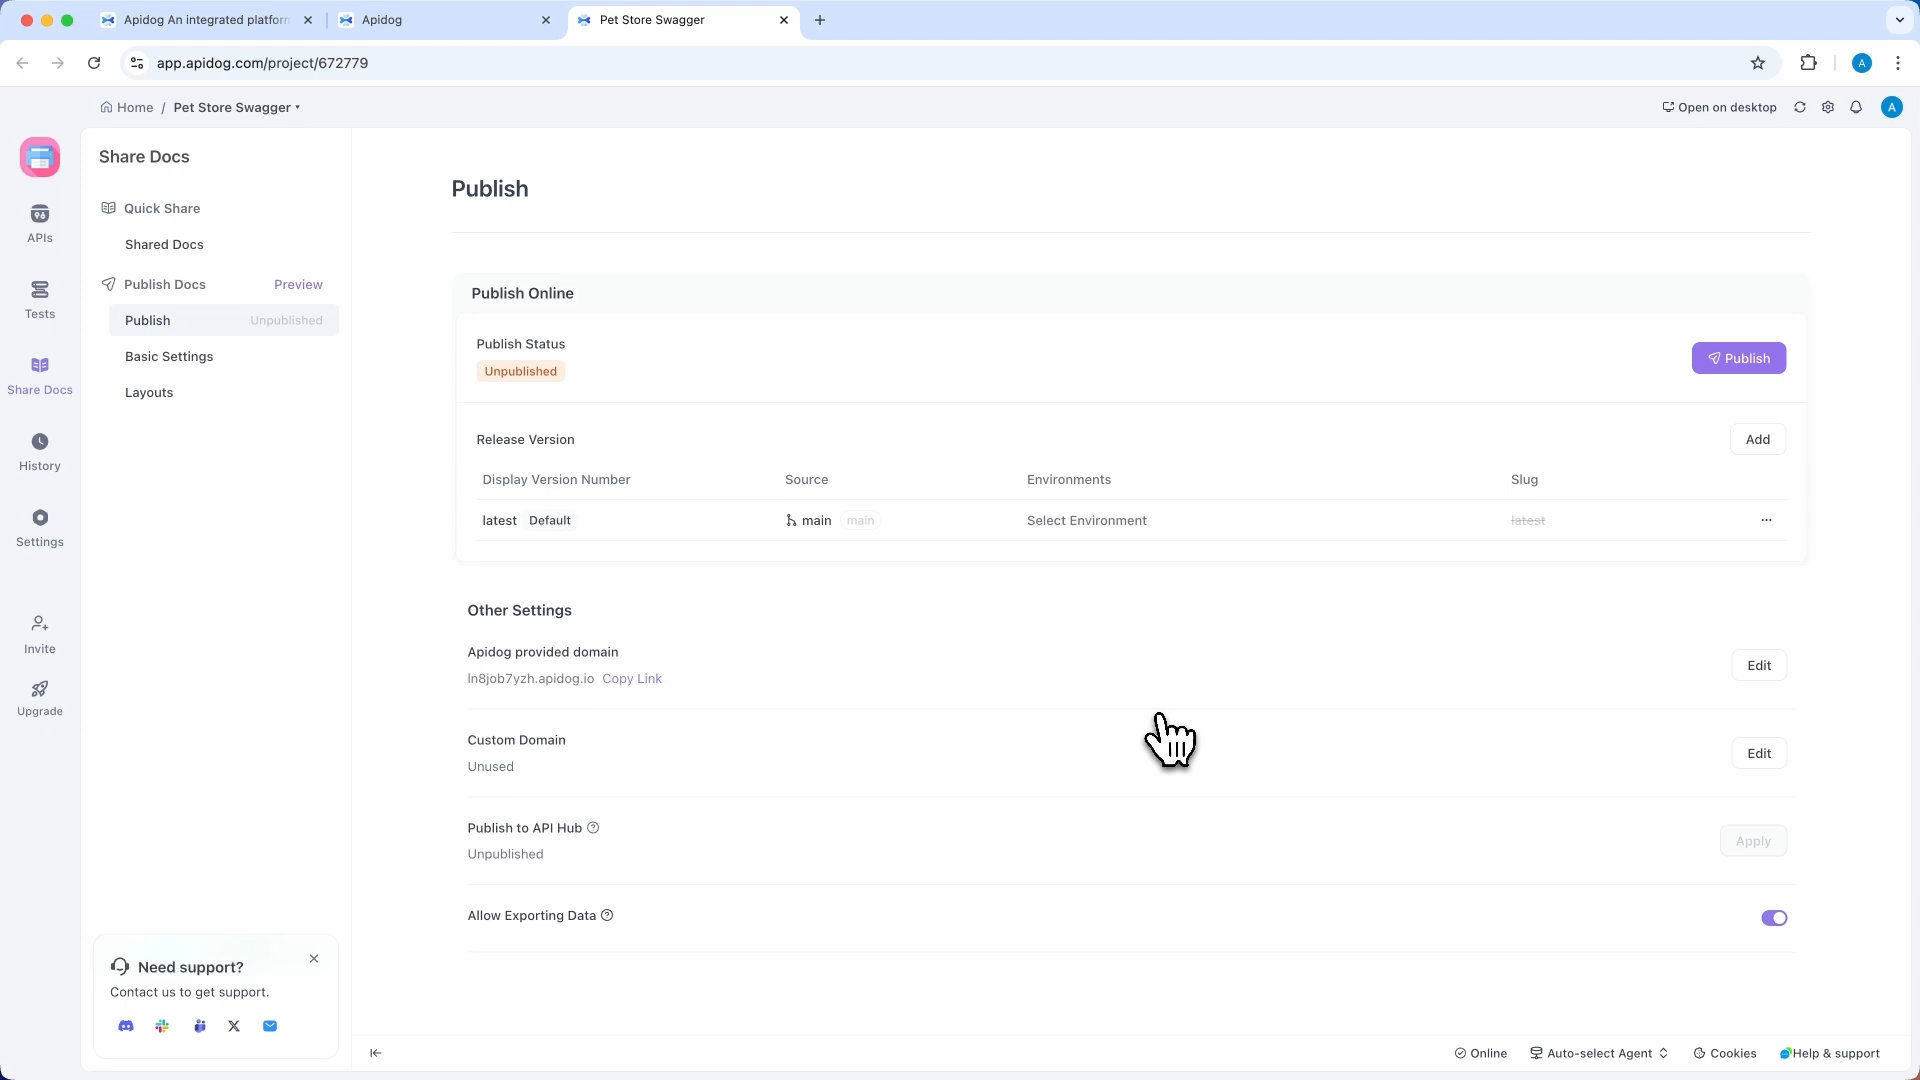 Apidog An integrated platforn
Apidog
Pet Store Swagger
app.apidog.com/project/672779
A
Home / Pet Store Swagger
Open on desktop
A
Share Docs
Quick Share
Shared Docs
Publish Docs Preview
Publish Unpublished
Basic Settings
Layouts
APIs
Tests
Share Docs
History
Settings
Invite
Upgrade
Publish
Publish Online
Publish Status
Unpublished
Publish
Release Version
Add
Display Version Number Source Environments Slug
latest Default main main Select Environment latest
Other Settings
Apidog provided domain
ln8job7yzh.apidog.io Copy Link
Edit
Custom Domain
Unused
Edit
Publish to API Hub
Unpublished
Apply
Allow Exporting Data
Need support?
Contact us to get support.
Online Auto-select Agent Cookies Help & support